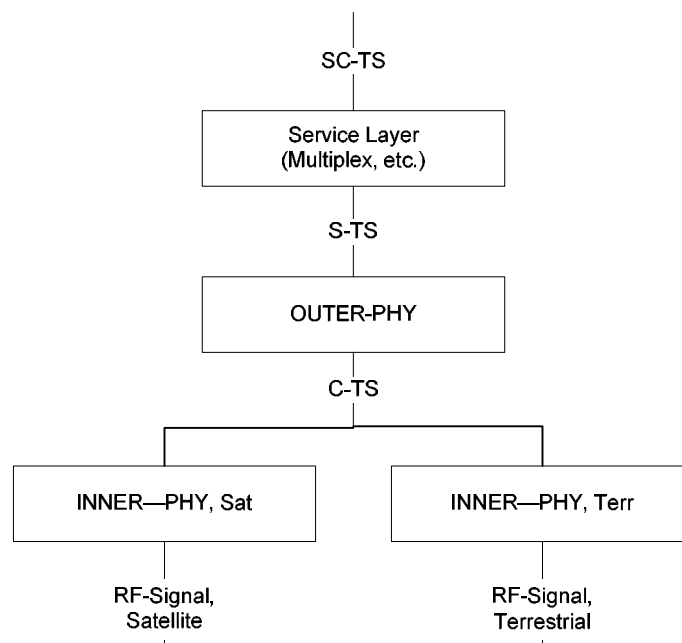 SC-TS
Service Layer
(Multiplex, etc.)
S-TS
OUTER-PHY
C-TS
INNER—PHY, Sat
INNER—PHY, Terr
RF-Signal,
Satellite
RF-Signal,
Terrestrial